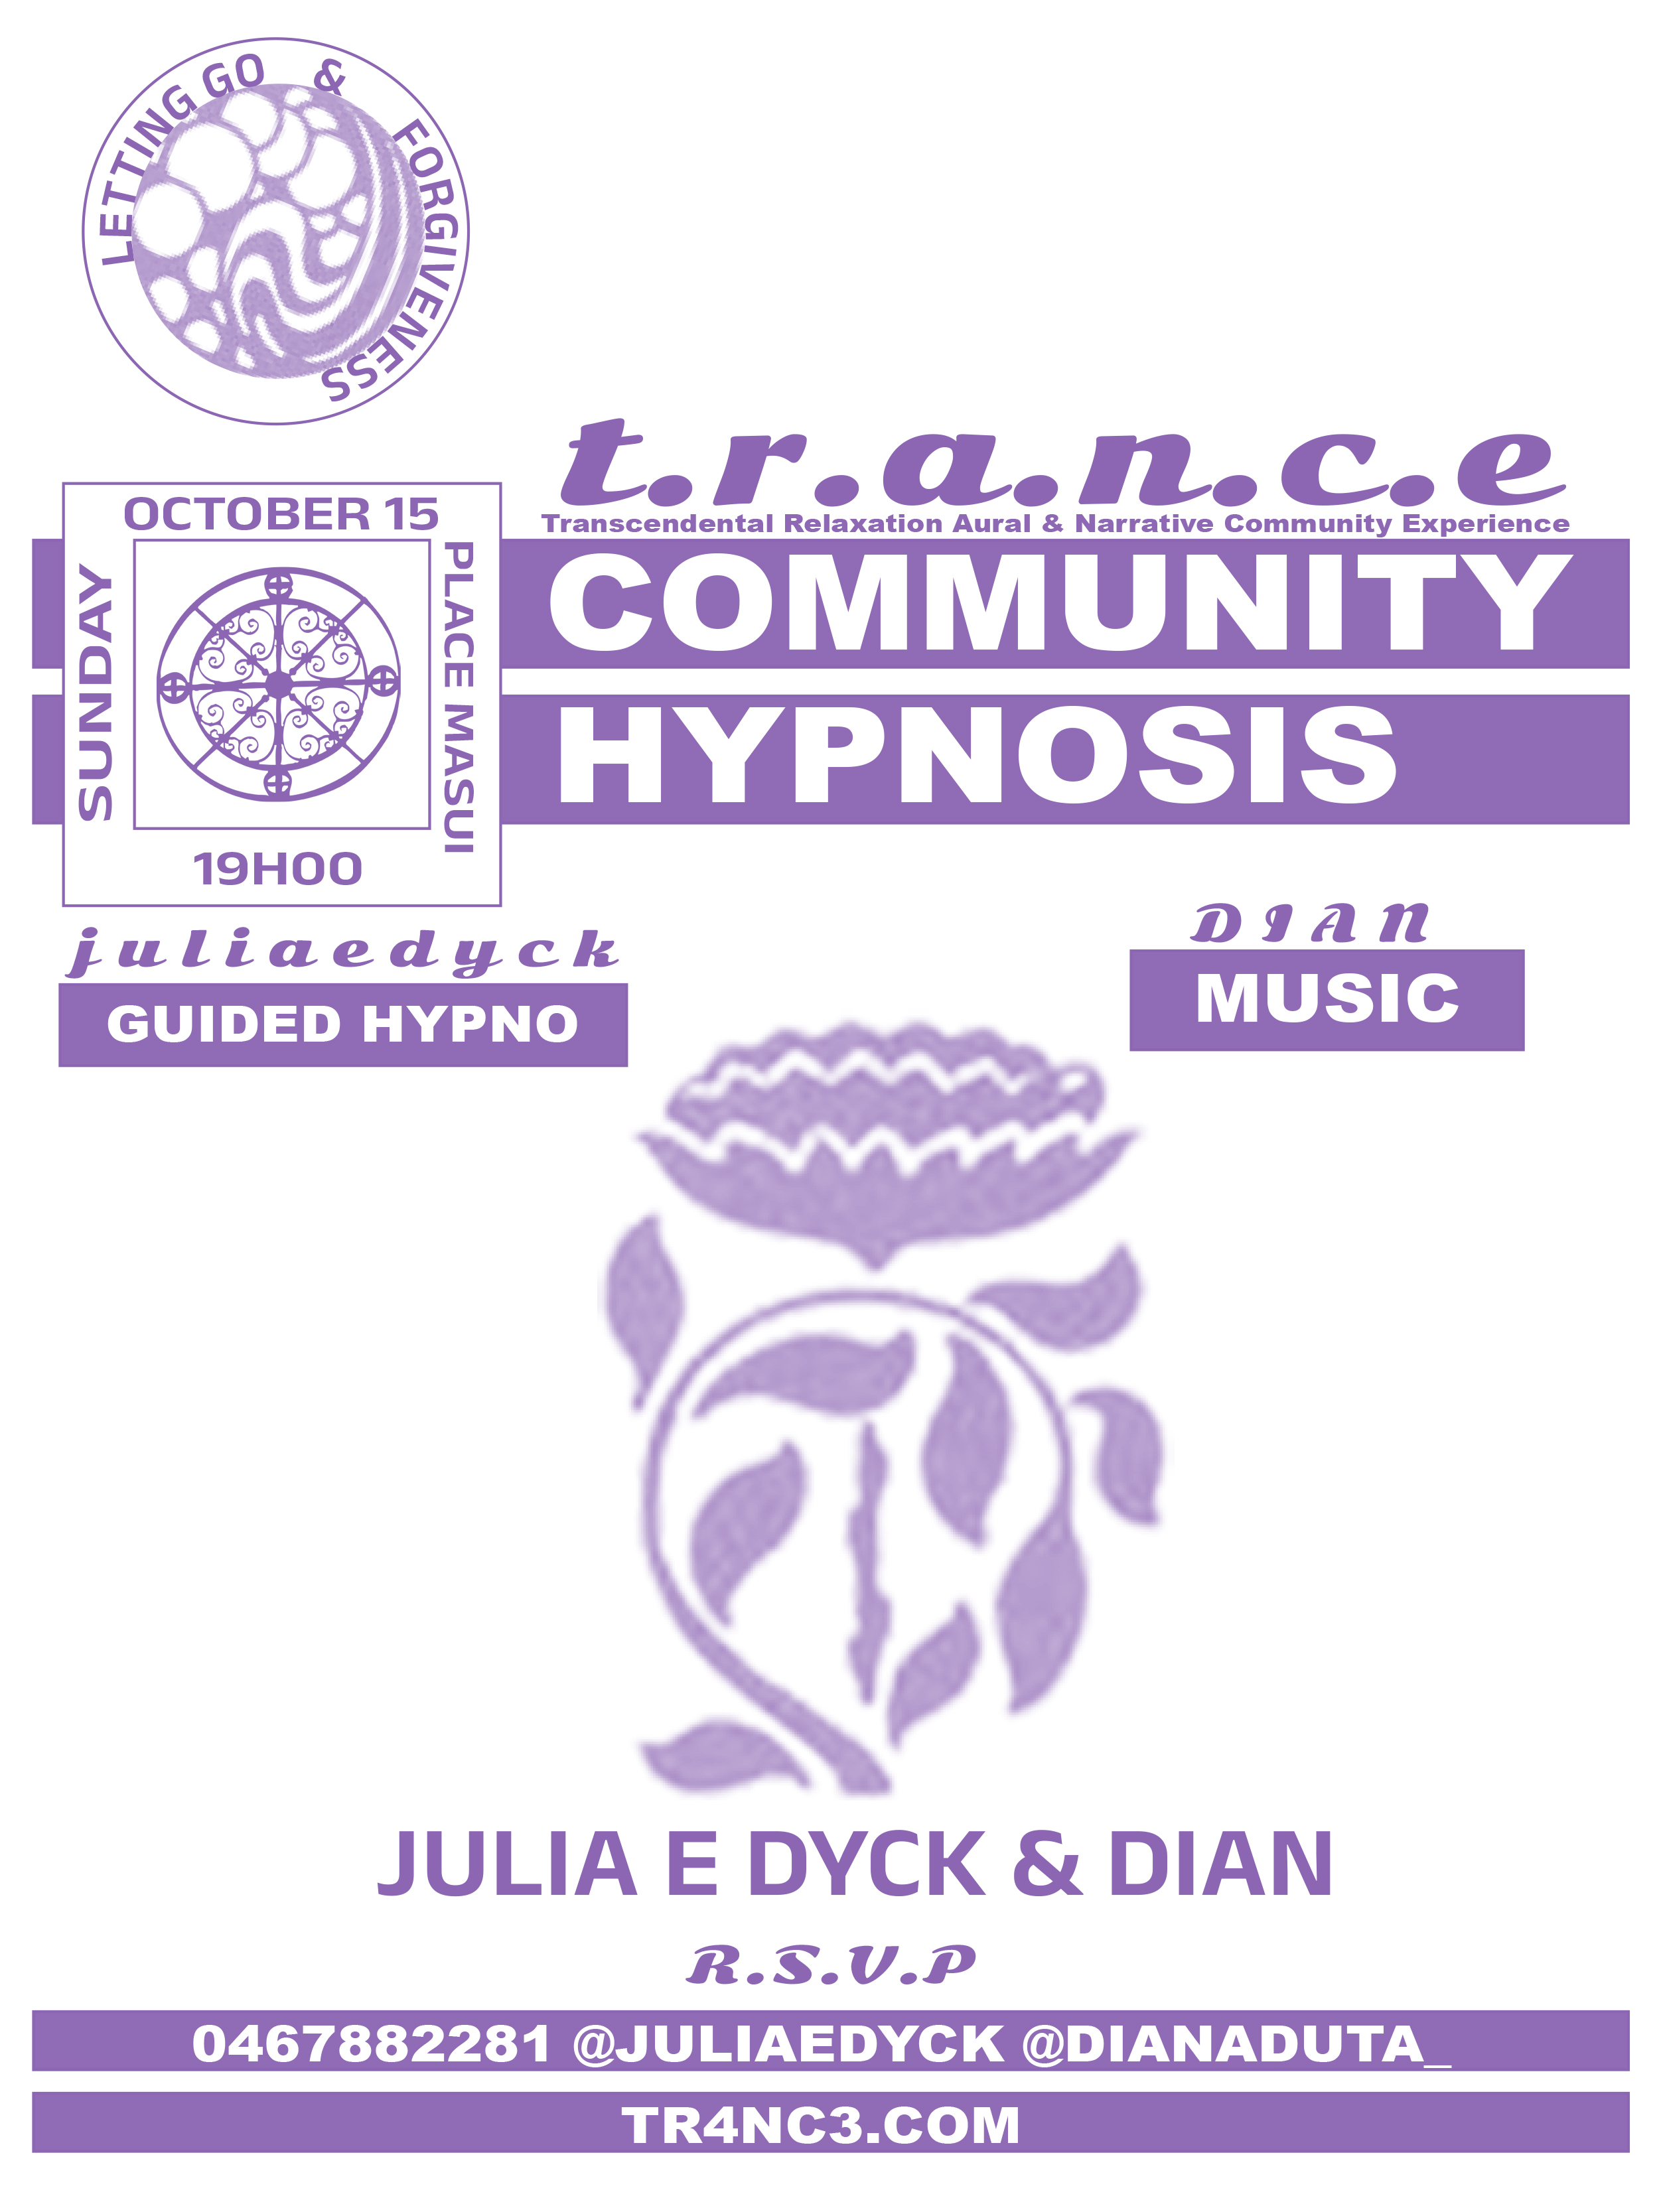 LETTING GO & FORGIVENESS
t.r.a.n.c.e
Transcendental Relaxation Aural & Narrative Community Experience
COMMUNITY
HYPNOSIS
OCTOBER 15
SUNDAY
PLACE MASUI
19H00
juliaedyck
GUIDED HYPNO
DIAN
MUSIC
JULIA E DYCK & DIAN
R.S.V.P
0467882281 @JULIAEDYCK @DIANADUTA_
TR4NC3.COM